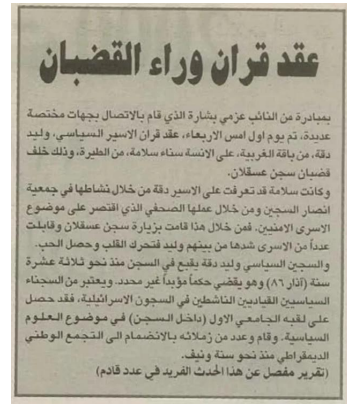 عقد قران وراء القضبان
بمبادرة من النائب عزمي بشارة الذي قام بالاتصال بجهات مختصة
عديدة، تم يوم اول امس الاربعاء، عقد قران الاسير السياسي، وليد
دقة، من باقة الغربية، على الانسة سناء سلامة، من الطيرة، وذلك خلف
قضبان سجن عسقلان.
وكانت سلامة قد تعرفت على الاسير دقة من خلال نشاطها في جمعية
انصار السجين ومن خلال عملها الصحفي الذي اقتصر على موضوع
الاسرى الامنيين. فمن خلال هذا قامت بزيارة سجن عسقلان وقابلت
عدداً من الاسرى شدها من بينهم وليد فتحرك القلب وحصل الحب.
والسجين السياسي وليد دقة يقبع في السجن منذ نحو ثلاثة عشرة
سنة (آذار ٨٦) وهو يقضي حكماً مؤبداً غير محدد. ويعتبر من السجناء
السياسيين القياديين الناشطين في السجون الاسرائيلية، فقد حصل
على لقبه الجامعي الاول (داخل السجن) في موضوع العلوم
السياسية. وقام وعدد من زملائه بالانضمام الى التجمع الوطني
الديمقراطي منذ نحو سنة ونيف.
(تقرير مفصل عن هذا الحدث الفريد في عدد قادم)